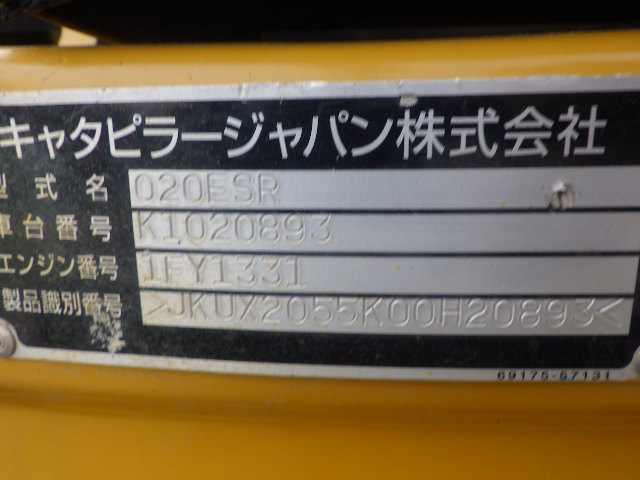 キャタピラージャパン株式会社
型式名 020ESR
車台番号 K1020893
エンジン番号 1FY1331
製品識別番号 >JKUX2055K00H20893<
69175-57131